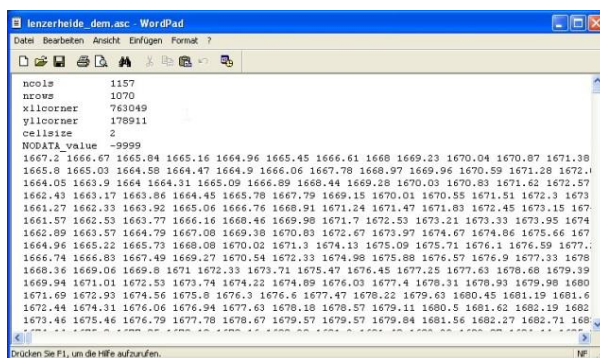 lenzerheide_dem.asc - WordPad
Datei Bearbeiten Ansicht Einfügen Format ?
ncols 1157
nrows 1070
xllcorner 763049
yllcorner 178911
cellsize 2
NODATA_value -9999
1667.2 1666.67 1665.84 1665.16 1664.96 1665.45 1666.61 1668 1669.23 1670.04 1670.87 1671.38
1665.8 1665.03 1664.58 1664.47 1664.9 1666.06 1667.78 1668.97 1669.96 1670.59 1671.28 1672.
1664.05 1663.9 1664 1664.31 1665.09 1666.89 1668.44 1669.28 1670.03 1670.83 1671.62 1672.57
1662.43 1663.17 1663.86 1664.45 1665.78 1667.79 1669.15 1670.01 1670.55 1671.51 1672.3 1673
1661.27 1662.33 1663.92 1665.06 1666.76 1668.91 1671.24 1671.47 1671.83 1672.45 1673.15 167
1661.57 1662.53 1663.77 1666.16 1668.46 1669.98 1671.7 1672.53 1673.21 1673.33 1673.95 1674
1662.89 1663.57 1664.79 1667.08 1669.38 1670.83 1672.67 1673.97 1674.67 1674.86 1675.66 167
1664.96 1665.22 1665.73 1668.08 1670.02 1671.3 1674.13 1675.09 1675.71 1676.1 1676.59 1677.
1666.74 1666.83 1667.49 1669.27 1670.54 1672.33 1674.98 1675.88 1676.57 1677.33 1678
1668.36 1669.06 1669.8 1671 1672.33 1673.71 1675.47 1676.45 1677.25 1677.63 1678.68 1679.39
1669.94 1671.01 1672.53 1673.74 1674.22 1674.89 1676.03 1677.4 1678.31 1678.93 1679.98 1680
1671.69 1672.93 1674.56 1675.8 1676.3 1676.6 1677.47 1678.22 1679.63 1680.45 1681.19 1681.6
1672.44 1674.31 1676.06 1676.94 1677.63 1678.18 1678.57 1679.11 1680.5 1681.62 1682.19 1682
1673.46 1675.46 1676.79 1677.78 1678.67 1679.57 1679.57 1679.84 1681.56 1682.27 1682.71 168
Drücken Sie F1, um die Hilfe aufzurufen.
NF